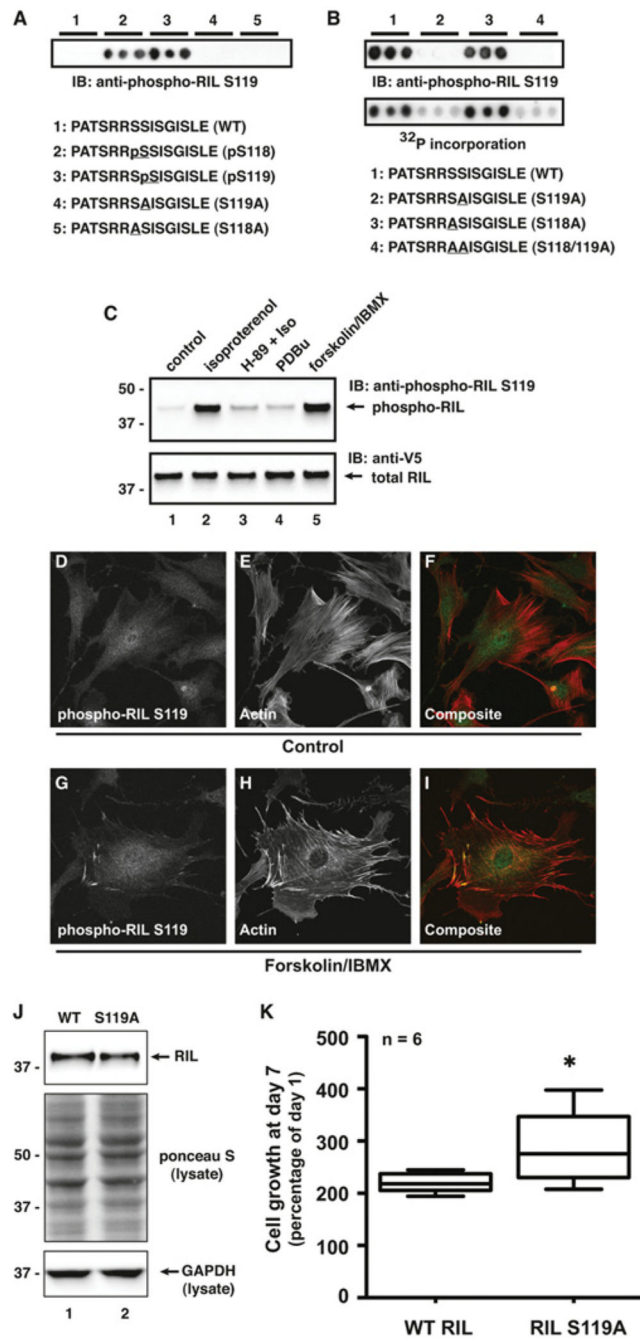 A
1 2 3 4 5
IB: anti-phospho-RIL S119
1: PATSRRSSISGISLE (WT)
2: PATSRRpSSISGISLE (pS118)
3: PATSRRSpSISGISLE (pS119)
4: PATSRRSAISGISLE (S119A)
5: PATSRRASISGISLE (S118A)
B
1 2 3 4
IB: anti-phospho-RIL S119
32P incorporation
1: PATSRRSSISGISLE (WT)
2: PATSRRSAISGISLE (S119A)
3: PATSRRASISGISLE (S118A)
4: PATSRRAAISGISLE (S118/119A)
C
control
isoproterenol
H-89 + Iso
PDBu
forskolin/IBMX
50 -
37 -
IB: anti-phospho-RIL S119
phospho-RIL
37 -
IB: anti-V5
total RIL
1 2 3 4 5
D
phospho-RIL S119
E
Actin
F
Composite
Control
G
phospho-RIL S119
H
Actin
I
Composite
Forskolin/IBMX
J
WT S119A
37 -
RIL
50 -
37 -
ponceau S
(lysate)
37 -
GAPDH
(lysate)
1 2
K
n = 6
*
500
400
300
200
100
0
Cell growth at day 7
(percentage of day 1)
WT RIL
RIL S119A